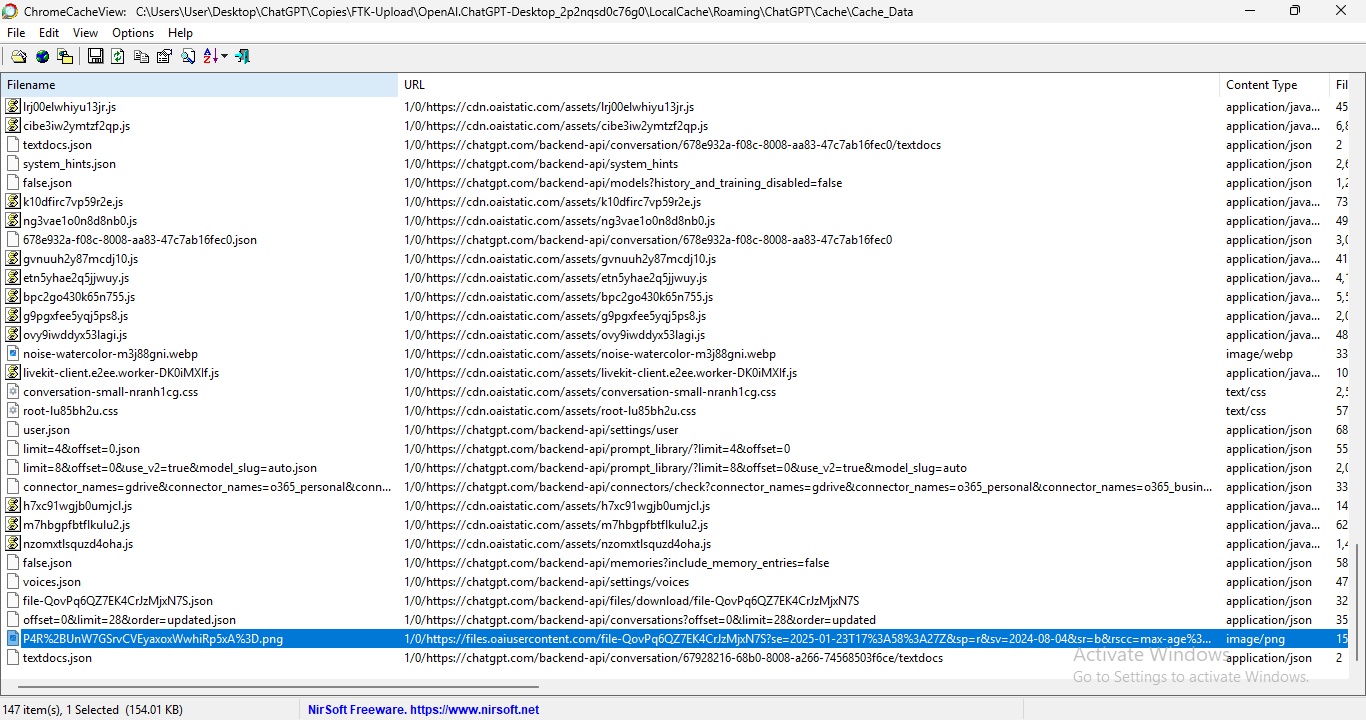 ChromeCacheView: C:\Users\User\Desktop\ChatGPT\Copies\FTK-Upload\OpenAI.ChatGPT-Desktop_2p2nqsd0c76g0\LocalCache\Roaming\ChatGPT\Cache\Cache_Data
File Edit View Options Help
Filename URL Content Type Fil
lrj00elwhiyu13jr.js 1/0/https://cdn.oaistatic.com/assets/lrj00elwhiyu13jr.js application/java... 45
cibe3iw2ymtzf2qp.js 1/0/https://cdn.oaistatic.com/assets/cibe3iw2ymtzf2qp.js application/java... 6,8
textdocs.json 1/0/https://chatgpt.com/backend-api/conversation/678e932a-f08c-8008-aa83-47c7ab16fec0/textdocs application/json 2
system_hints.json 1/0/https://chatgpt.com/backend-api/system_hints application/json 2,6
false.json 1/0/https://chatgpt.com/backend-api/models?history_and_training_disabled=false application/json 1,2
k10dfirc7vp59r2e.js 1/0/https://cdn.oaistatic.com/assets/k10dfirc7vp59r2e.js application/java... 73
ng3vae1o0n8d8nb0.js 1/0/https://cdn.oaistatic.com/assets/ng3vae1o0n8d8nb0.js application/java... 49
678e932a-f08c-8008-aa83-47c7ab16fec0.json 1/0/https://chatgpt.com/backend-api/conversation/678e932a-f08c-8008-aa83-47c7ab16fec0 application/json 3,0
gvnuuh2y87mcdj10.js 1/0/https://cdn.oaistatic.com/assets/gvnuuh2y87mcdj10.js application/java... 41
etn5yhae2q5jjwuy.js 1/0/https://cdn.oaistatic.com/assets/etn5yhae2q5jjwuy.js application/java... 4,1
bpc2go430k65n755.js 1/0/https://cdn.oaistatic.com/assets/bpc2go430k65n755.js application/java... 5,5
g9pgxfee5yqj5ps8.js 1/0/https://cdn.oaistatic.com/assets/g9pgxfee5yqj5ps8.js application/java... 2,0
ovy9iwddyx53lagi.js 1/0/https://cdn.oaistatic.com/assets/ovy9iwddyx53lagi.js application/java... 48
noise-watercolor-m3j88gni.webp 1/0/https://cdn.oaistatic.com/assets/noise-watercolor-m3j88gni.webp image/webp 33
livekit-client.e2ee.worker-DK0iMXIf.js 1/0/https://cdn.oaistatic.com/assets/livekit-client.e2ee.worker-DK0iMXIf.js application/java... 10
conversation-small-nranh1cg.css 1/0/https://cdn.oaistatic.com/assets/conversation-small-nranh1cg.css text/css 2,5
root-lu85bh2u.css 1/0/https://cdn.oaistatic.com/assets/root-lu85bh2u.css text/css 57
user.json 1/0/https://chatgpt.com/backend-api/settings/user application/json 68
limit=4&offset=0.json 1/0/https://chatgpt.com/backend-api/prompt_library/?limit=4&offset=0 application/json 55
limit=8&offset=0&use_v2=true&model_slug=auto.json 1/0/https://chatgpt.com/backend-api/prompt_library/?limit=8&offset=0&use_v2=true&model_slug=auto application/json 2,0
connector_names=gdrive&connector_names=o365_personal&conn... 1/0/https://chatgpt.com/backend-api/connectors/check?connector_names=gdrive&connector_names=o365_personal&connector_names=o365_busin... application/json 33
h7xc91wgjb0umjcl.js 1/0/https://cdn.oaistatic.com/assets/h7xc91wgjb0umjcl.js application/java... 14
m7hbgpfbtflkulu2.js 1/0/https://cdn.oaistatic.com/assets/m7hbgpfbtflkulu2.js application/java... 62
nzomxtlsquzd4oha.js 1/0/https://cdn.oaistatic.com/assets/nzomxtlsquzd4oha.js application/java... 1,4
false.json 1/0/https://chatgpt.com/backend-api/memories?include_memory_entries=false application/json 58
voices.json 1/0/https://chatgpt.com/backend-api/settings/voices application/json 47
file-QovPq6QZ7EK4CrJzMjxN7S.json 1/0/https://chatgpt.com/backend-api/files/download/file-QovPq6QZ7EK4CrJzMjxN7S application/json 32
offset=0&limit=28&order=updated.json 1/0/https://chatgpt.com/backend-api/conversations?offset=0&limit=28&order=updated application/json 35
P4R%2BUnW7GSrvCVEyaxoxWwhiRp5xA%3D.png 1/0/https://files.oaiusercontent.com/file-QovPq6QZ7EK4CrJzMjxN7S?se=2025-01-23T17%3A58%3A27Z&sp=r&sv=2024-08-04&sr=b&rscc=max-age%3... image/png 15
textdocs.json 1/0/https://chatgpt.com/backend-api/conversation/67928216-68b0-8008-a266-74568503f6ce/textdocs application/json 2
Activate Windows
Go to Settings to activate Windows.
147 item(s), 1 Selected (154.01 KB) NirSoft Freeware. https://www.nirsoft.net